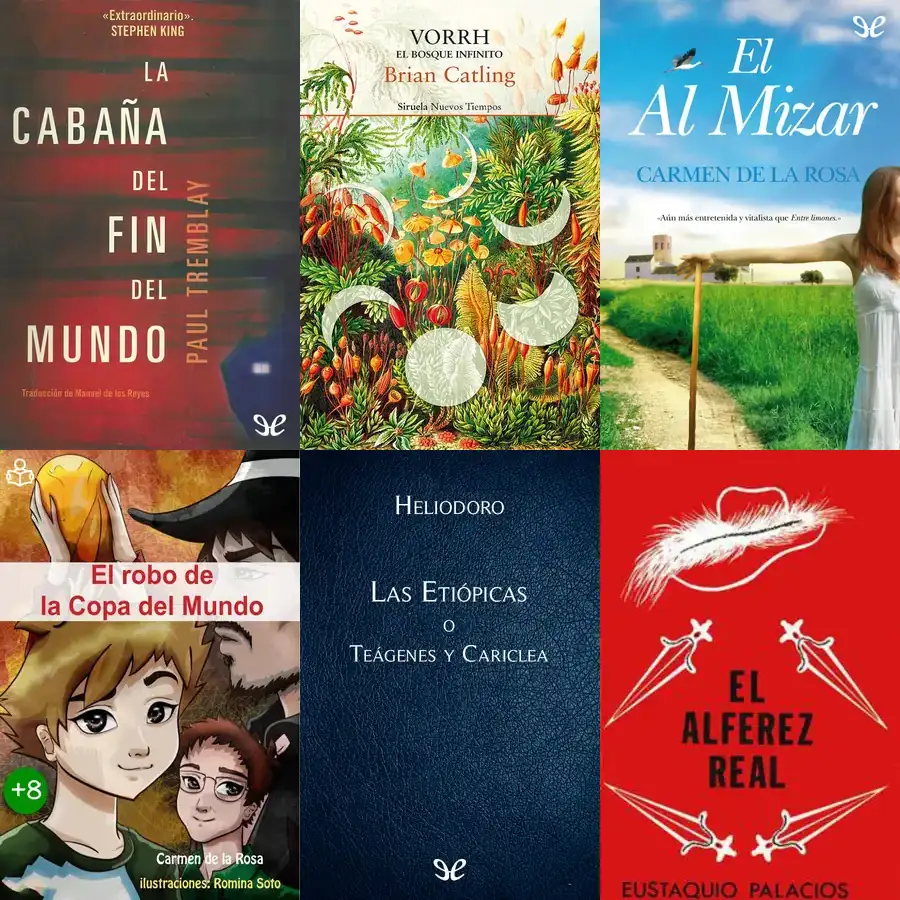 «Extraordinario».
STEPHEN KING
LA
CABAÑA
DEL
FIN
DEL
MUNDO
PAUL TREMBLAY
Traducción de Manuel de los Reyes
VORRH
EL BOSQUE INFINITO
Brian Catling
Siruela Nuevos Tiempos
El
Al Mizar
CARMEN DE LA ROSA
«Aún más entretenida y vitalista que Entre limones.»
El robo de
la Copa del Mundo
+8
Carmen de la Rosa
ilustraciones: Romina Soto
HELIODORO
LAS ETIÓPICAS
O
TEÁGENES Y CARICLEA
EL
ALFEREZ
REAL
EUSTAQUIO PALACIOS